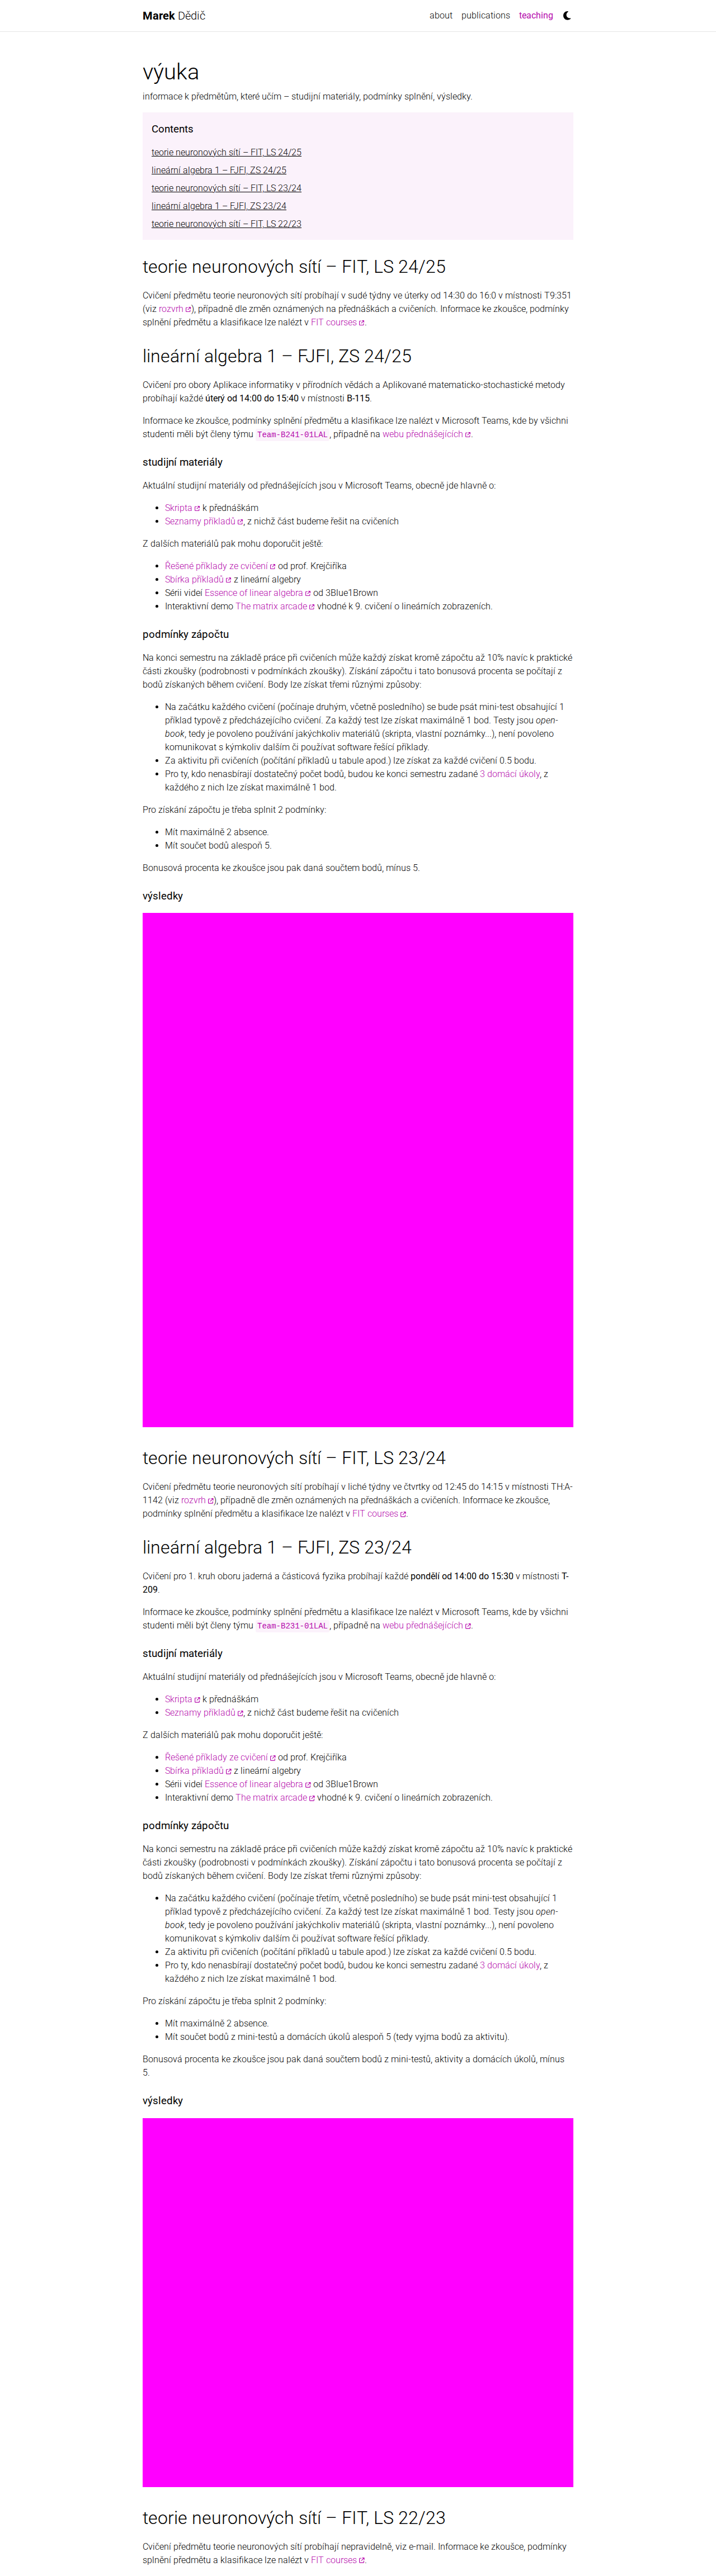 Marek Dědič
about publications teaching
výuka
informace k předmětům, které učím – studijní materiály, podmínky splnění, výsledky.
Contents
teorie neuronových sítí – FIT, LS 24/25
lineární algebra 1 – FJFI, ZS 24/25
teorie neuronových sítí – FIT, LS 23/24
lineární algebra 1 – FJFI, ZS 23/24
teorie neuronových sítí – FIT, LS 22/23
teorie neuronových sítí – FIT, LS 24/25
Cvičení předmětu teorie neuronových sítí probíhají v sudé týdny ve úterky od 14:30 do 16:0 v místnosti T9:351
(viz rozvrh), případně dle změn oznámených na přednáškách a cvičeních. Informace ke zkoušce, podmínky
splnění předmětu a klasifikace lze nalézt v FIT courses.
lineární algebra 1 – FJFI, ZS 24/25
Cvičení pro obory Aplikace informatiky v přírodních vědách a Aplikované matematicko-stochastické metody
probíhají každé úterý od 14:00 do 15:40 v místnosti B-115.
Informace ke zkoušce, podmínky splnění předmětu a klasifikace lze nalézt v Microsoft Teams, kde by všichni
studenti měli být členy týmu Team-B241-01LAL, případně na webu přednášejících.
studijní materiály
Aktuální studijní materiály od přednášejících jsou v Microsoft Teams, obecně jde hlavně o:
Skripta k přednáškám
Seznamy příkladů, z nichž část budeme řešit na cvičeních
Z dalších materiálů pak mohu doporučit ještě:
Řešené příklady ze cvičení od prof. Krejčiříka
Sbírka příkladů z lineární algebry
Sérii videí Essence of linear algebra od 3Blue1Brown
Interaktivní demo The matrix arcade vhodné k 9. cvičení o lineárních zobrazeních.
podmínky zápočtu
Na konci semestru na základě práce při cvičeních může každý získat kromě zápočtu až 10% navíc k praktické
části zkoušky (podrobnosti v podmínkách zkoušky). Získání zápočtu i tato bonusová procenta se počítají z
bodů získaných během cvičení. Body lze získat třemi různými způsoby:
Na začátku každého cvičení (počínaje druhým, včetně posledního) se bude psát mini-test obsahující 1
příklad typově z předcházejícího cvičení. Za každý test lze získat maximálně 1 bod. Testy jsou open-
book, tedy je povoleno používání jakýchkoliv materiálů (skripta, vlastní poznámky...), není povoleno
komunikovat s kýmkoliv dalším či používat software řešící příklady.
Za aktivitu při cvičeních (počítání příkladů u tabule apod.) lze získat za každé cvičení 0.5 bodu.
Pro ty, kdo nenasbírají dostatečný počet bodů, budou ke konci semestru zadané 3 domácí úkoly, z
každého z nich lze získat maximálně 1 bod.
Pro získání zápočtu je třeba splnit 2 podmínky:
Mít maximálně 2 absence.
Mít součet bodů alespoň 5.
Bonusová procenta ke zkoušce jsou pak daná součtem bodů, mínus 5.
výsledky
teorie neuronových sítí – FIT, LS 23/24
Cvičení předmětu teorie neuronových sítí probíhají v liché týdny ve čtvrtky od 12:45 do 14:15 v místnosti TH:A-
1142 (viz rozvrh), případně dle změn oznámených na přednáškách a cvičeních. Informace ke zkoušce,
podmínky splnění předmětu a klasifikace lze nalézt v FIT courses.
lineární algebra 1 – FJFI, ZS 23/24
Cvičení pro 1. kruh oboru jaderná a částicová fyzika probíhají každé pondělí od 14:00 do 15:30 v místnosti T-
209.
Informace ke zkoušce, podmínky splnění předmětu a klasifikace lze nalézt v Microsoft Teams, kde by všichni
studenti měli být členy týmu Team-B231-01LAL, případně na webu přednášejících.
studijní materiály
Aktuální studijní materiály od přednášejících jsou v Microsoft Teams, obecně jde hlavně o:
Skripta k přednáškám
Seznamy příkladů, z nichž část budeme řešit na cvičeních
Z dalších materiálů pak mohu doporučit ještě:
Řešené příklady ze cvičení od prof. Krejčiříka
Sbírka příkladů z lineární algebry
Sérii videí Essence of linear algebra od 3Blue1Brown
Interaktivní demo The matrix arcade vhodné k 9. cvičení o lineárních zobrazeních.
podmínky zápočtu
Na konci semestru na základě práce při cvičeních může každý získat kromě zápočtu až 10% navíc k praktické
části zkoušky (podrobnosti v podmínkách zkoušky). Získání zápočtu i tato bonusová procenta se počítají z
bodů získaných během cvičení. Body lze získat třemi různými způsoby:
Na začátku každého cvičení (počínaje třetím, včetně posledního) se bude psát mini-test obsahující 1
příklad typově z předcházejícího cvičení. Za každý test lze získat maximálně 1 bod. Testy jsou open-
book, tedy je povoleno používání jakýchkoliv materiálů (skripta, vlastní poznámky...), není povoleno
komunikovat s kýmkoliv dalším či používat software řešící příklady.
Za aktivitu při cvičeních (počítání příkladů u tabule apod.) lze získat za každé cvičení 0.5 bodu.
Pro ty, kdo nenasbírají dostatečný počet bodů, budou ke konci semestru zadané 3 domácí úkoly, z
každého z nich lze získat maximálně 1 bod.
Pro získání zápočtu je třeba splnit 2 podmínky:
Mít maximálně 2 absence.
Mít součet bodů z mini-testů a domácích úkolů alespoň 5 (tedy vyjma bodů za aktivitu).
Bonusová procenta ke zkoušce jsou pak daná součtem bodů z mini-testů, aktivity a domácích úkolů, mínus
5.
výsledky
teorie neuronových sítí – FIT, LS 22/23
Cvičení předmětu teorie neuronových sítí probíhají nepravidelně, viz e-mail. Informace ke zkoušce, podmínky
splnění předmětu a klasifikace lze nalézt v FIT courses.